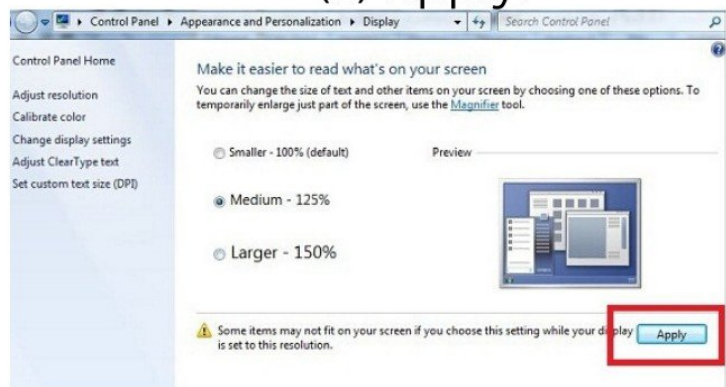 Control Panel ▸ Appearance and Personalization ▸ Display
Search Control Panel
Control Panel Home
Adjust resolution
Calibrate color
Change display settings
Adjust ClearType text
Set custom text size (DPI)
Make it easier to read what's on your screen
You can change the size of text and other items on your screen by choosing one of these options. To
temporarily enlarge just part of the screen, use the Magnifier tool.
Smaller - 100% (default)
Preview
Medium - 125%
Larger - 150%
Some items may not fit on your screen if you choose this setting while your display
is set to this resolution.
Apply